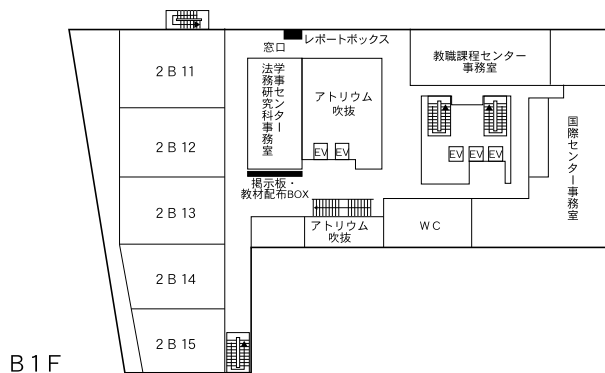 レポートボックス
窓口
2B11
学事センター
法務研究科事務室
アトリウム
吹抜
教職課程センター
事務室
2B12
EV EV
EV EV EV
国際センター事務室
掲示板・
教材配布BOX
2B13
アトリウム
吹抜
WC
2B14
2B15
B1F